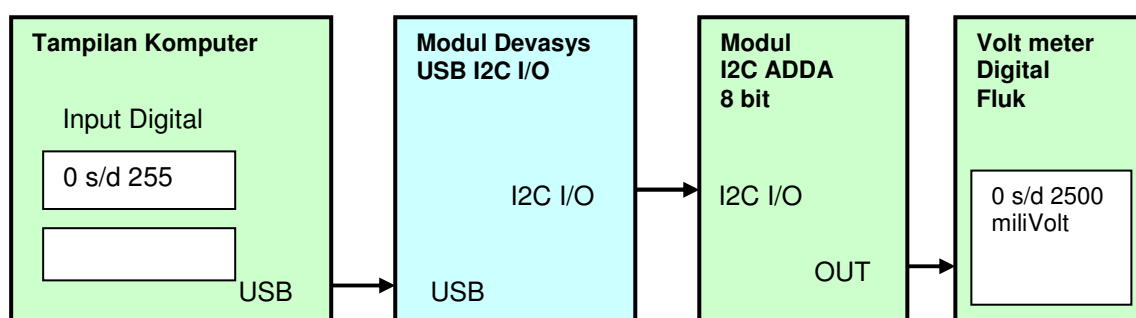 Tampilan Komputer
Input Digital
0 s/d 255
USB
Modul Devasys
USB I2C I/O
I2C I/O
USB
Modul
I2C ADDA
8 bit
I2C I/O
OUT
Volt meter
Digital
Fluk
0 s/d 2500
miliVolt